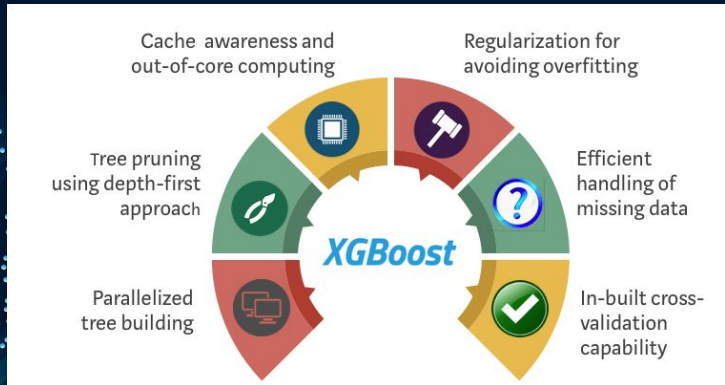 Cache awareness and
out-of-core computing
Regularization for
avoiding overfitting
Tree pruning
using depth-first
approach
Efficient
handling of
missing data
?
XGBoost
Parallelized
tree building
In-built cross-
validation
capability